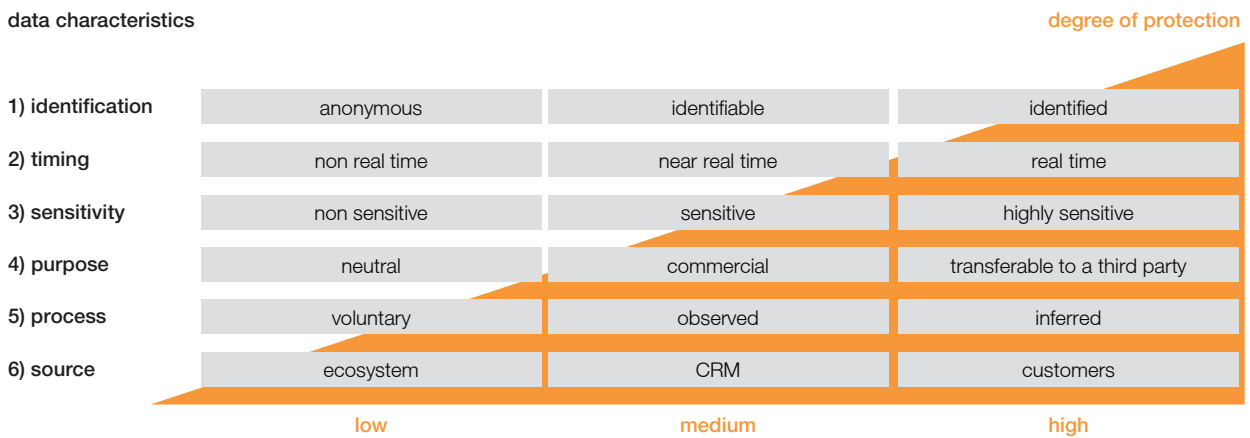 data characteristics degree of protection
1) identification anonymous identifiable identified
2) timing non real time near real time real time
3) sensitivity non sensitive sensitive highly sensitive
4) purpose neutral commercial transferable to a third party
5) process voluntary observed inferred
6) source ecosystem CRM customers
low medium high